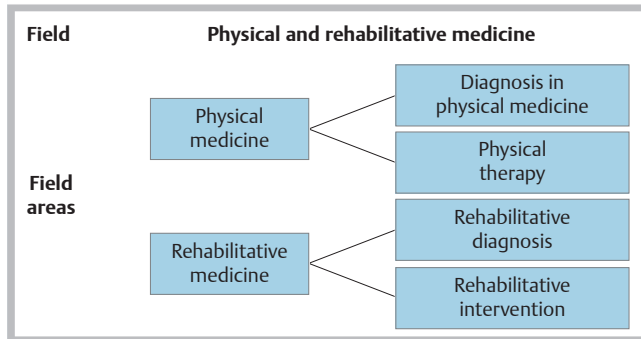 Field
Physical and rehabilitative medicine
Field
areas
Physical
medicine
Diagnosis in
physical medicine
Physical
therapy
Rehabilitative
medicine
Rehabilitative
diagnosis
Rehabilitative
intervention